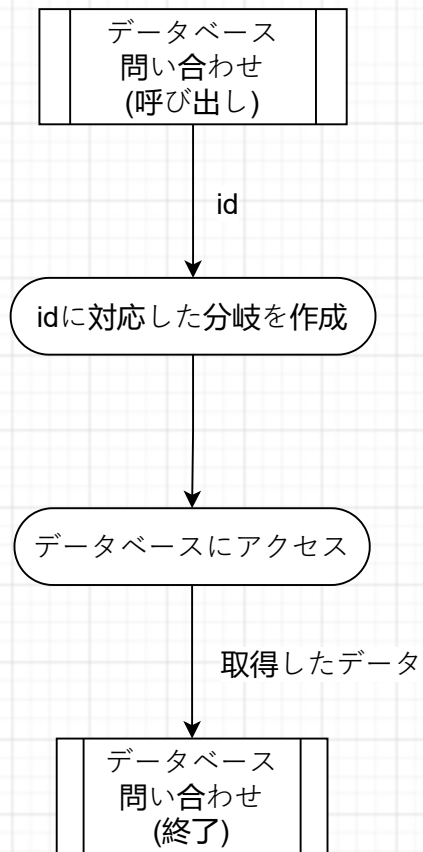 データベース
問い合わせ
(呼び出し)
id
idに対応した分岐を作成
データベースにアクセス
取得したデータ
データベース
問い合わせ
(終了)